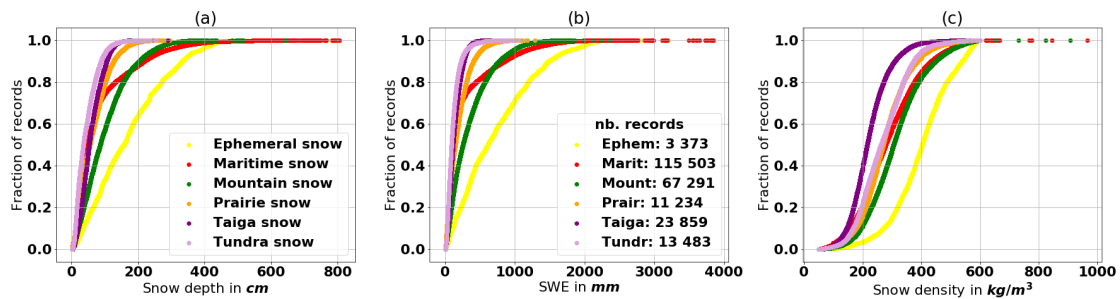 (a)
1.0
0.8
0.6
0.4
0.2
0.0
Fraction of records
Ephemeral snow
Maritime snow
Mountain snow
Prairie snow
Taiga snow
Tundra snow
0 200 400 600 800
Snow depth in cm
(b)
1.0
0.8
0.6
0.4
0.2
0.0
Fraction of records
nb. records
Ephem: 3 373
Marit: 115 503
Mount: 67 291
Prair: 11 234
Taiga: 23 859
Tundr: 13 483
0 1000 2000 3000 4000
SWE in mm
(c)
1.0
0.8
0.6
0.4
0.2
0.0
Fraction of records
0 200 400 600 800 1000
Snow density in kg/m³